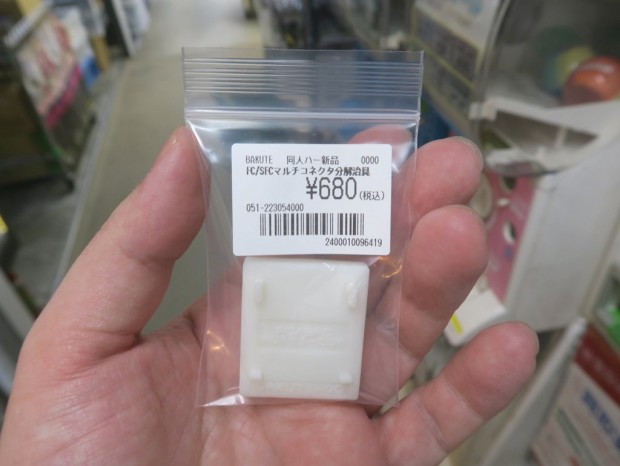 BAKUTE 同人ハー新品 0000
FC/SFCマルチコネクタ分解治具
¥680(税込)
051-223054000
2400010096419